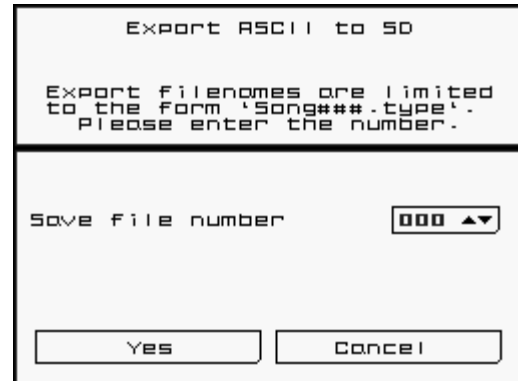 Export ASCII to SD
Export filenames are limited
to the form 'Song###.type'.
Please enter the number.
Save file number
000
Yes
Cancel